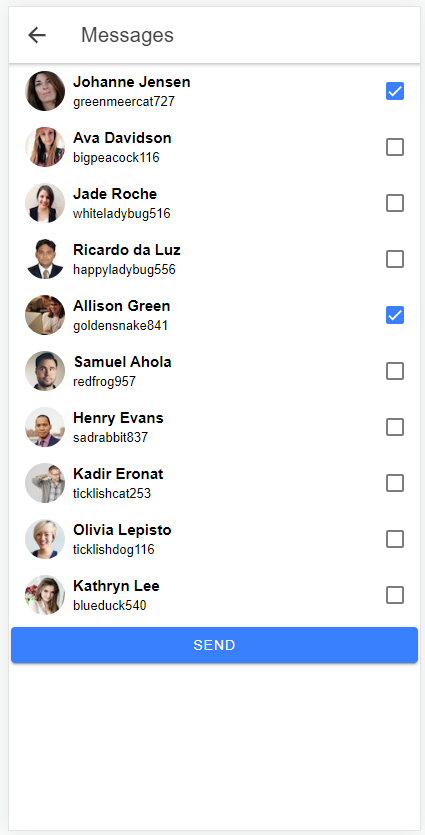 Messages
Johanne Jensen
greenmeercat727
Ava Davidson
bigpeacock116
Jade Roche
whiteladybug516
Ricardo da Luz
happyladybug556
Allison Green
goldensnake841
Samuel Ahola
redfrog957
Henry Evans
sadrabbit837
Kadir Eronat
ticklishcat253
Olivia Lepisto
ticklishdog116
Kathryn Lee
blueduck540
SEND